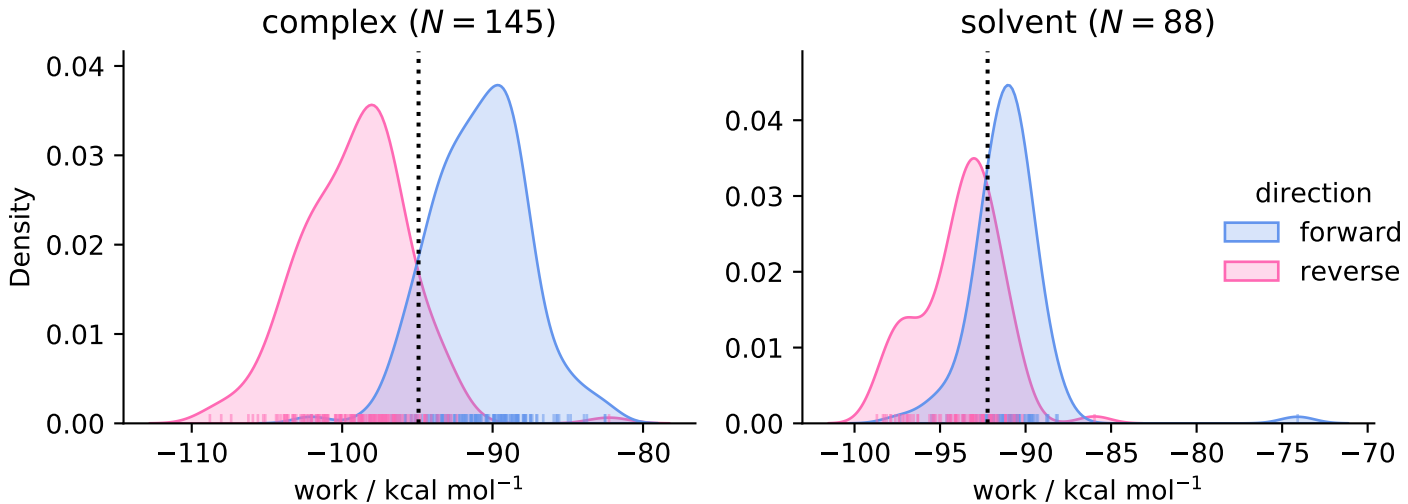 complex (N = 145)
0.04
0.03
0.02
0.01
0.00
Density
−110
−100
−90
−80
work / kcal mol⁻¹
solvent (N = 88)
0.04
0.03
0.02
0.01
0.00
−100
−95
−90
−85
−80
−75
−70
work / kcal mol⁻¹
direction
forward
reverse